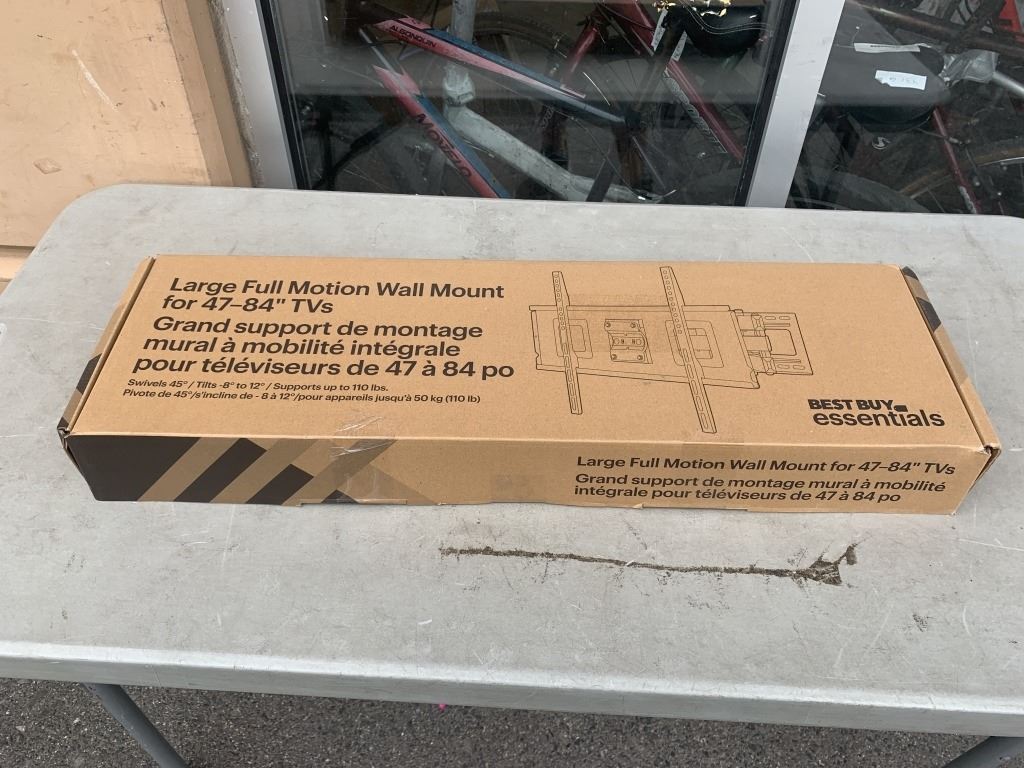 ALGONQUIN
MOVELO
Large Full Motion Wall Mount
for 47–84" TVs
Grand support de montage
mural à mobilité intégrale
pour téléviseurs de 47 à 84 po
Swivels 45°/ Tilts -8° to 12°/ Supports up to 110 lbs.
Pivote de 45°/s'incline de - 8 à 12°/pour appareils jusqu'à 50 kg (110 lb)
BEST BUY
essentials
Large Full Motion Wall Mount for 47–84" TVs
Grand support de montage mural à mobilité
intégrale pour téléviseurs de 47 à 84 po